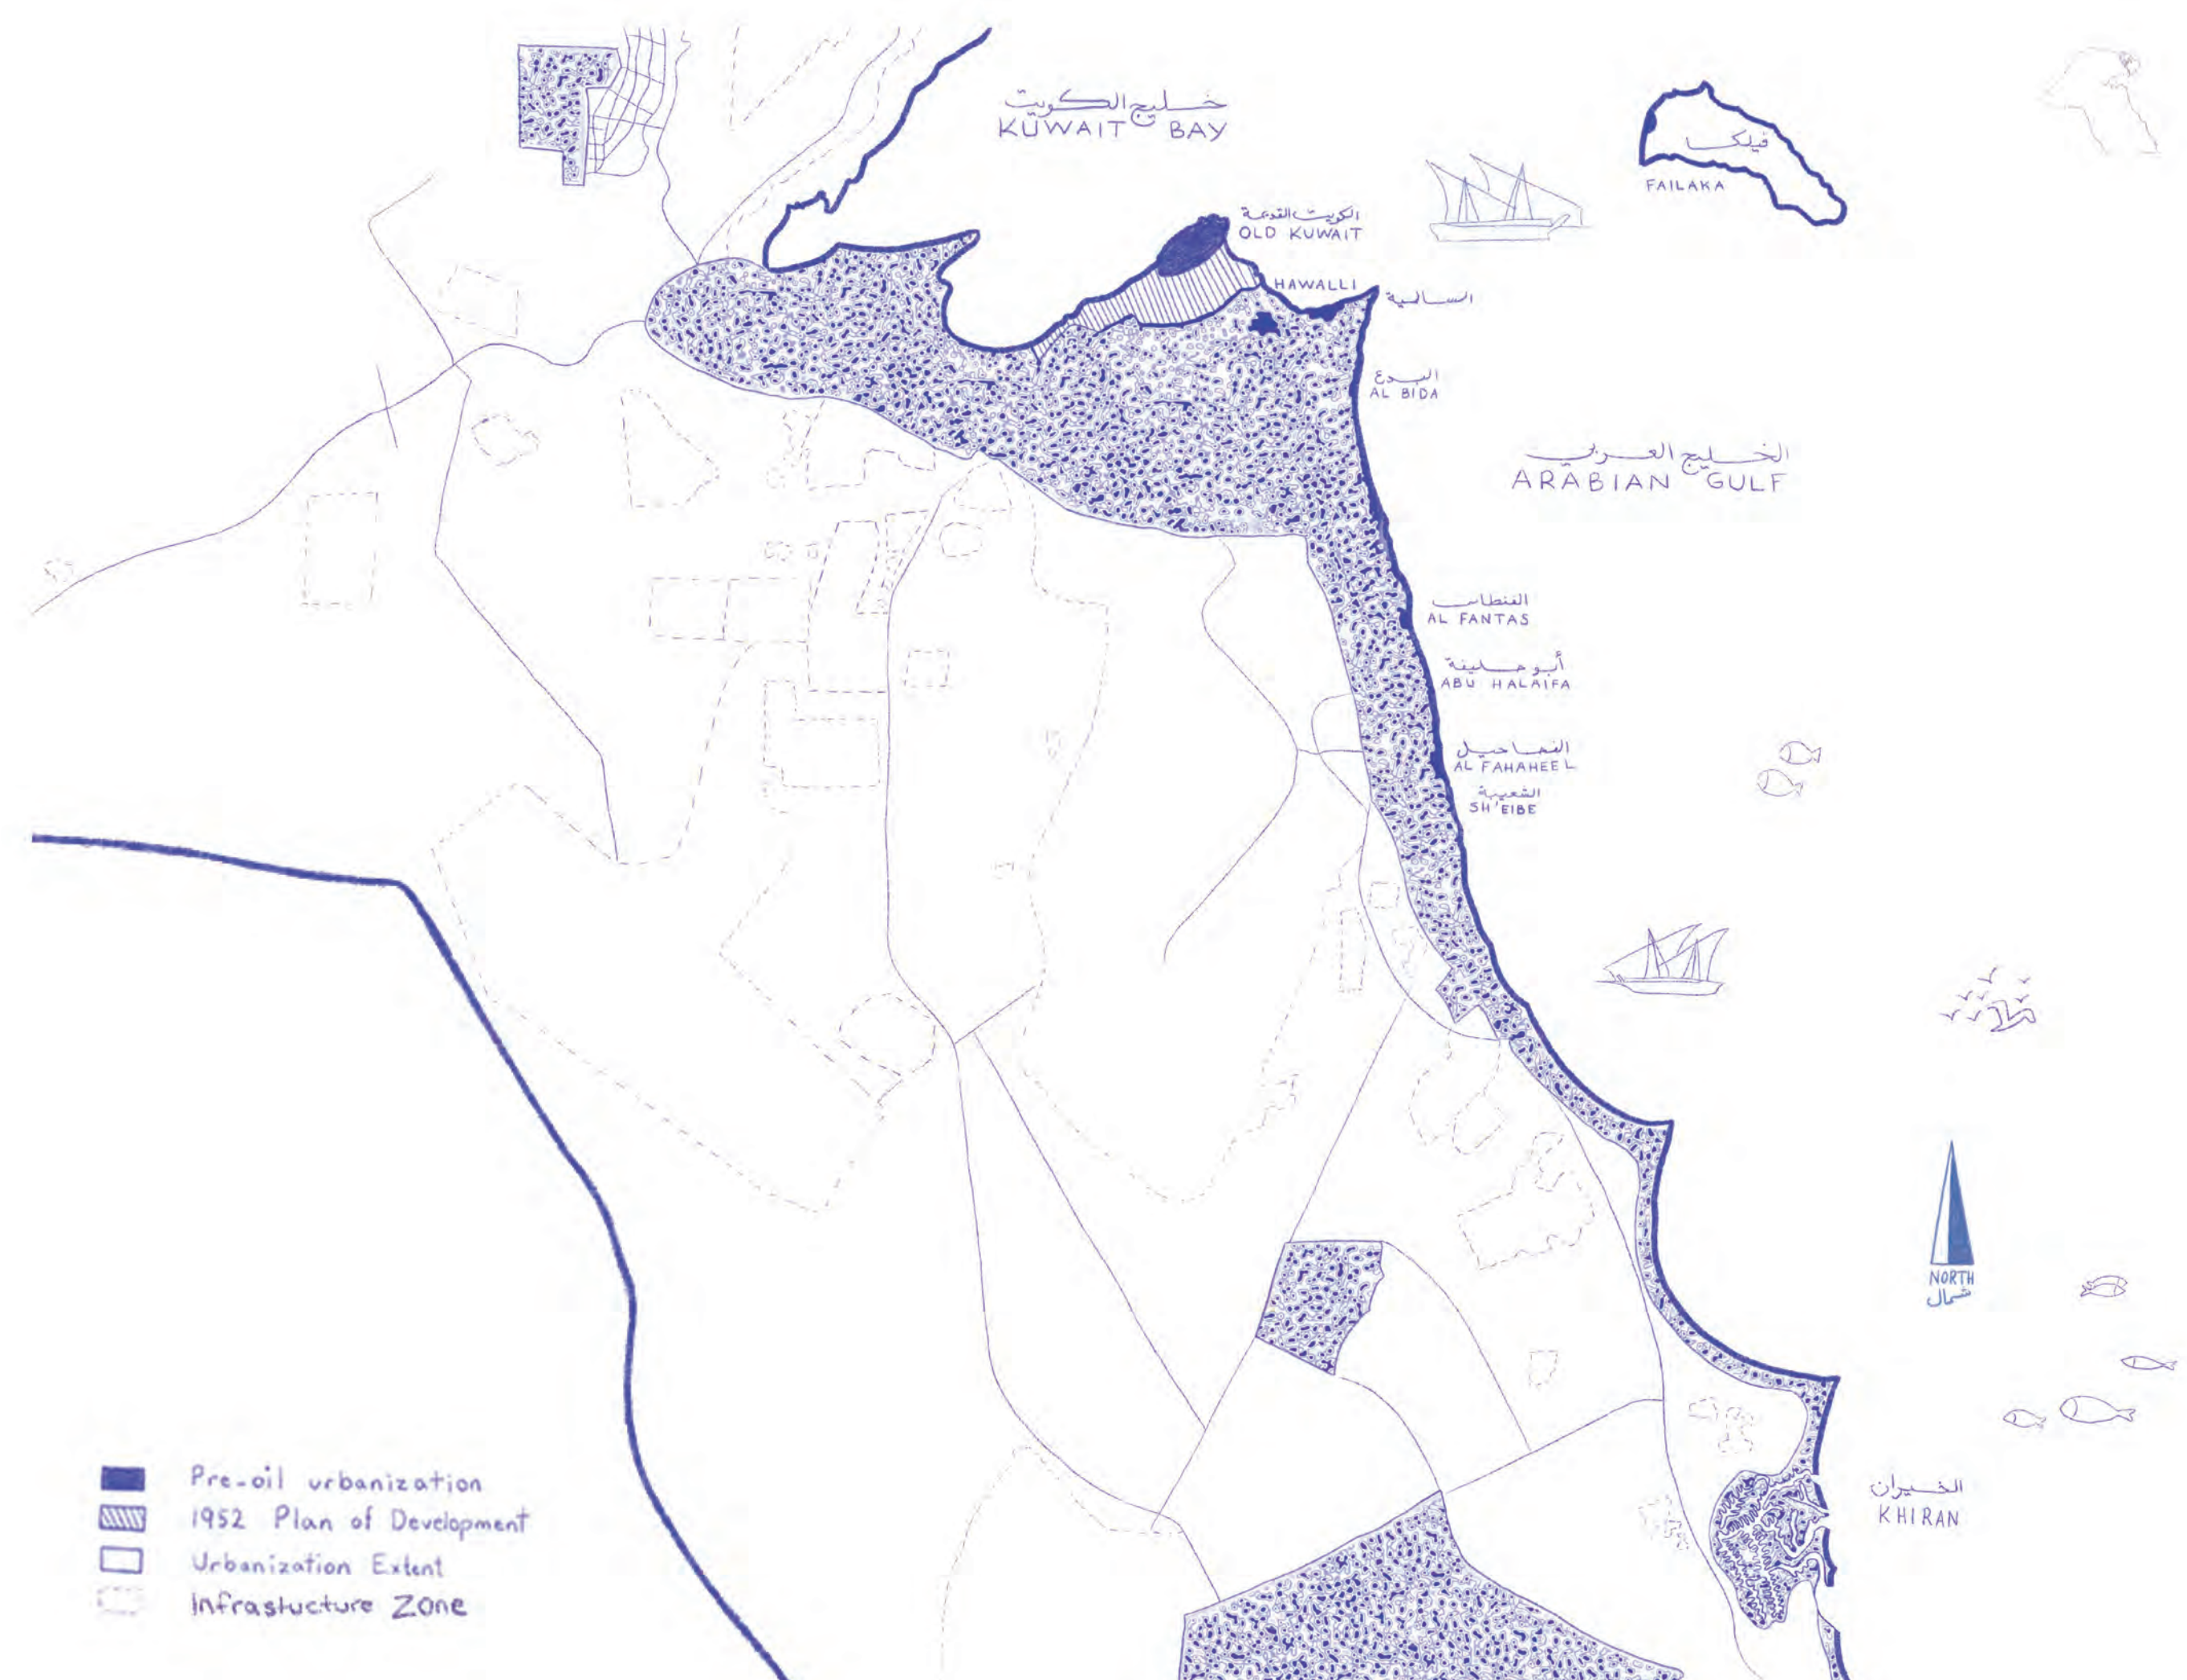 خليج الكويت
KUWAIT BAY
فيلكا
FAILAKA
الكويت القديمة
OLD KUWAIT
HAWALLI
السالمية
البدع
AL BIDA
الخليج العربي
ARABIAN GULF
الفنطاس
AL FANTAS
أبو حليفة
ABU HALAIFA
الفحاحيل
AL FAHAHEEL
الشعيبة
SH'EIBE
NORTH
شمال
الخيران
KHIRAN
Pre-oil urbanization
1952 Plan of Development
Urbanization Extent
Infrastucture Zone